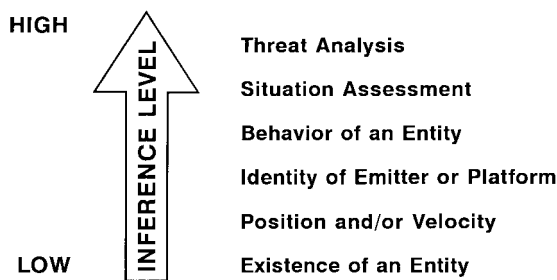 HIGH
INFERENCE LEVEL
Threat Analysis
Situation Assessment
Behavior of an Entity
Identity of Emitter or Platform
Position and/or Velocity
LOW
Existence of an Entity